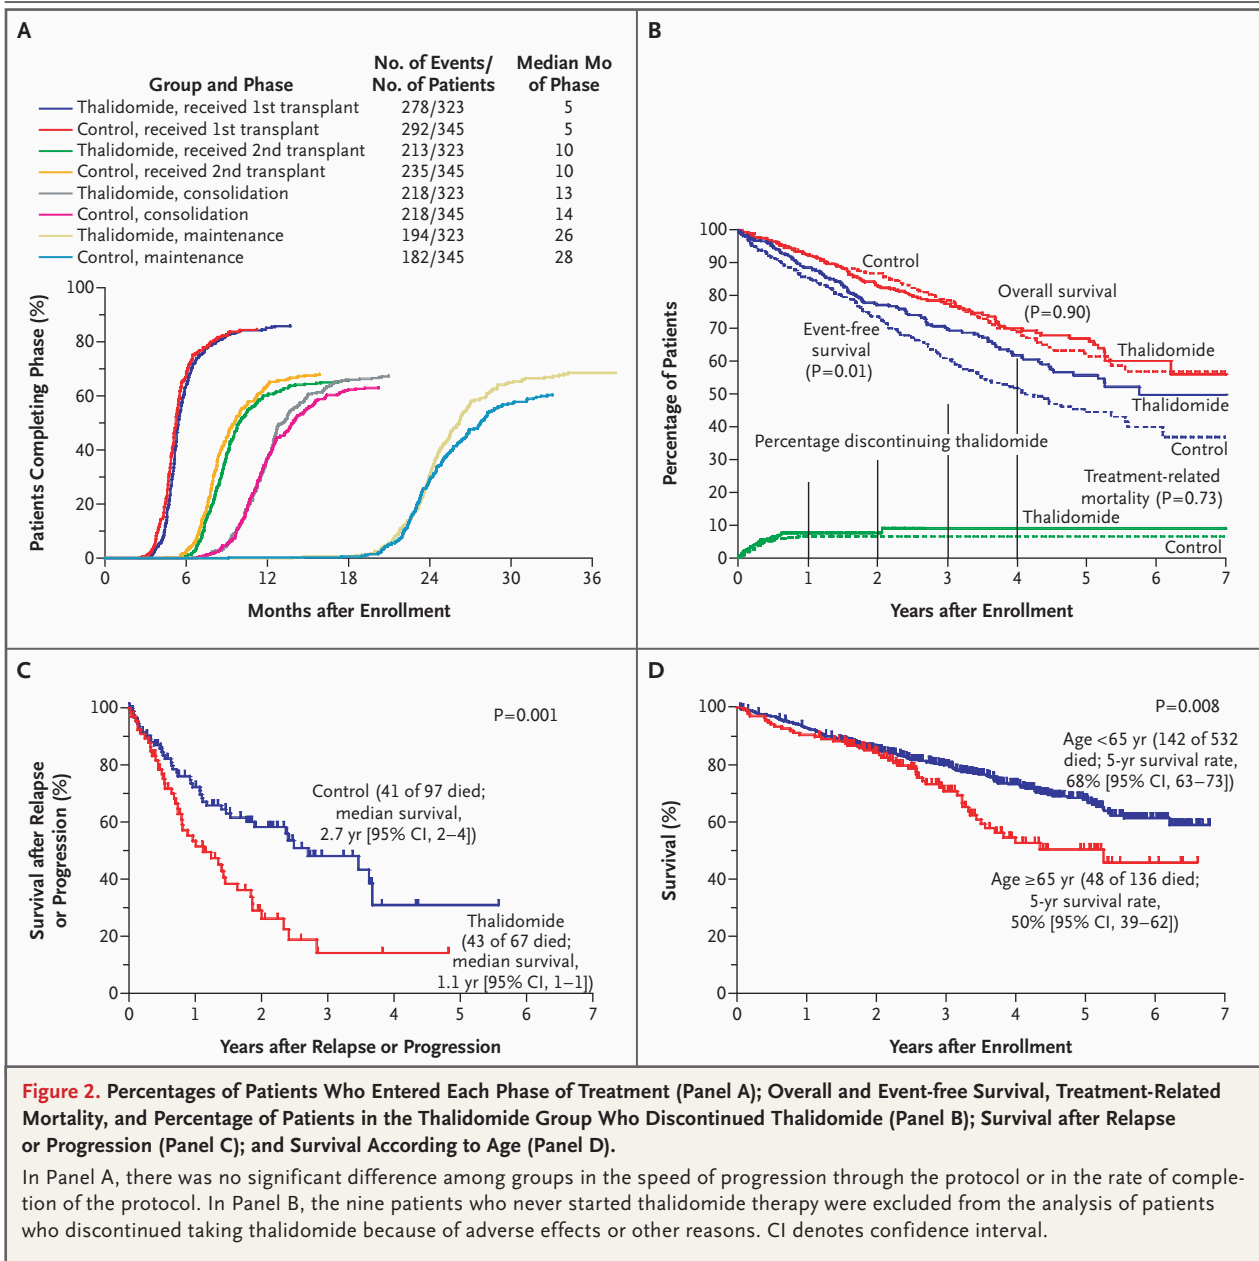 A
No. of Events/ Median Mo
Group and Phase No. of Patients of Phase
Thalidomide, received 1st transplant 278/323 5
Control, received 1st transplant 292/345 5
Thalidomide, received 2nd transplant 213/323 10
Control, received 2nd transplant 235/345 10
Thalidomide, consolidation 218/323 13
Control, consolidation 218/345 14
Thalidomide, maintenance 194/323 26
Control, maintenance 182/345 28
Patients Completing Phase (%)
100
80
60
40
20
0
0 6 12 18 24 30 36
Months after Enrollment
B
Percentage of Patients
100
90
80
70
60
50
40
30
20
10
0
Control
Overall survival
(P=0.90)
Event-free
survival
(P=0.01)
Thalidomide
Thalidomide
Control
Percentage discontinuing thalidomide
Treatment-related
mortality (P=0.73)
Thalidomide
Control
0 1 2 3 4 5 6 7
Years after Enrollment
C
Survival after Relapse
or Progression (%)
100
80
60
40
20
0
P=0.001
Control (41 of 97 died;
median survival,
2.7 yr [95% CI, 2–4])
Thalidomide
(43 of 67 died;
median survival,
1.1 yr [95% CI, 1–1])
0 1 2 3 4 5 6 7
Years after Relapse or Progression
D
Survival (%)
100
80
60
40
20
0
P=0.008
Age <65 yr (142 of 532
died; 5-yr survival rate,
68% [95% CI, 63–73])
Age ≥65 yr (48 of 136 died;
5-yr survival rate,
50% [95% CI, 39–62])
0 1 2 3 4 5 6 7
Years after Enrollment
Figure 2. Percentages of Patients Who Entered Each Phase of Treatment (Panel A); Overall and Event-free Survival, Treatment-Related
Mortality, and Percentage of Patients in the Thalidomide Group Who Discontinued Thalidomide (Panel B); Survival after Relapse
or Progression (Panel C); and Survival According to Age (Panel D).
In Panel A, there was no significant difference among groups in the speed of progression through the protocol or in the rate of comple-
tion of the protocol. In Panel B, the nine patients who never started thalidomide therapy were excluded from the analysis of patients
who discontinued taking thalidomide because of adverse effects or other reasons. CI denotes confidence interval.